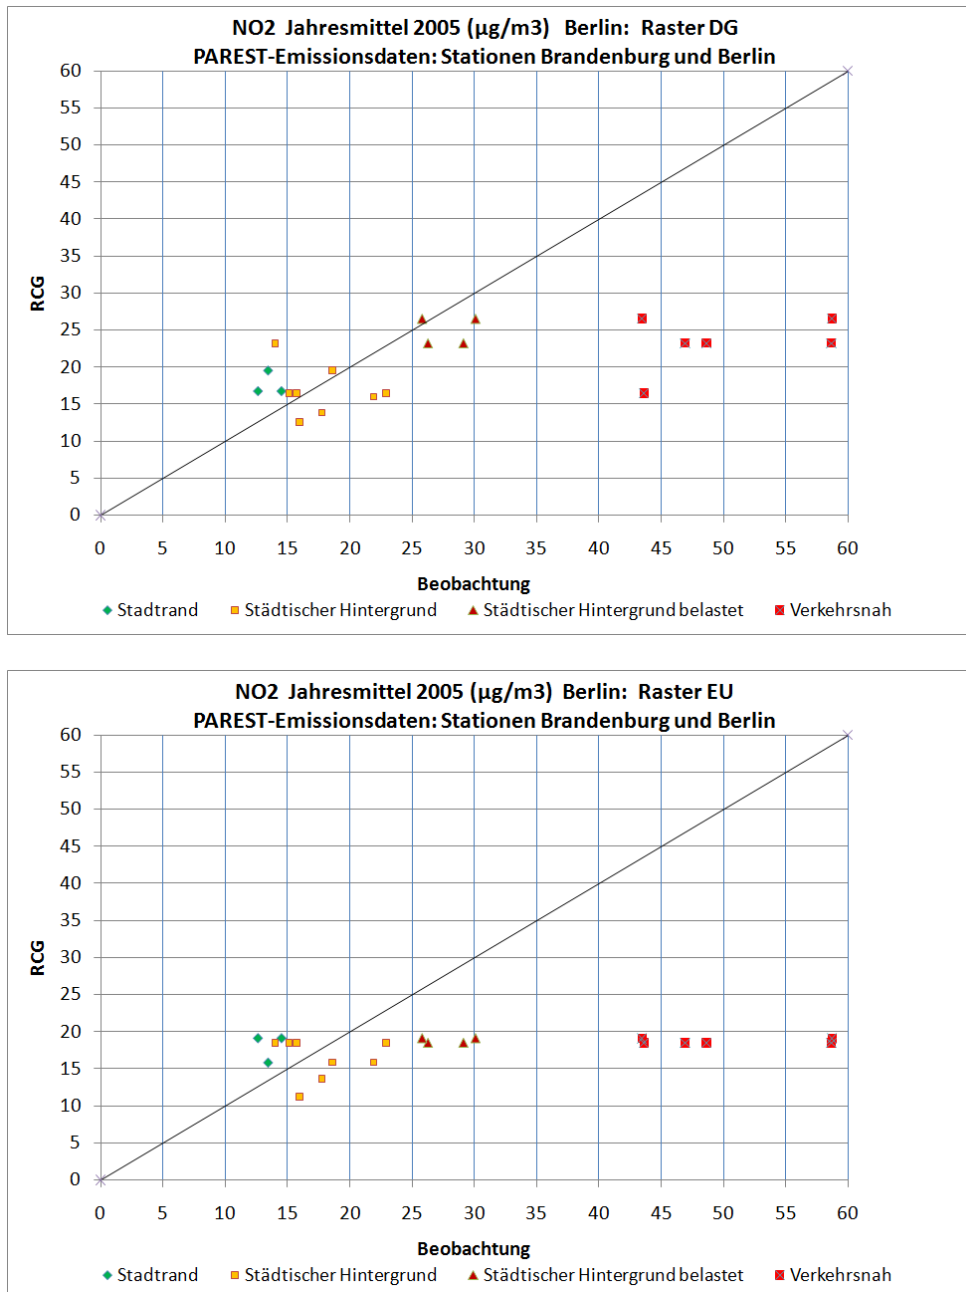 NO2 Jahresmittel 2005 (µg/m3) Berlin: Raster DG
PAREST-Emissionsdaten: Stationen Brandenburg und Berlin
60
55
50
45
40
35
30
25
20
15
10
5
0
RCG
0 5 10 15 20 25 30 35 40 45 50 55 60
Beobachtung
Stadtrand Städtischer Hintergrund Städtischer Hintergrund belastet Verkehrsnah
NO2 Jahresmittel 2005 (µg/m3) Berlin: Raster EU
PAREST-Emissionsdaten: Stationen Brandenburg und Berlin
60
55
50
45
40
35
30
25
20
15
10
5
0
RCG
0 5 10 15 20 25 30 35 40 45 50 55 60
Beobachtung
Stadtrand Städtischer Hintergrund Städtischer Hintergrund belastet Verkehrsnah